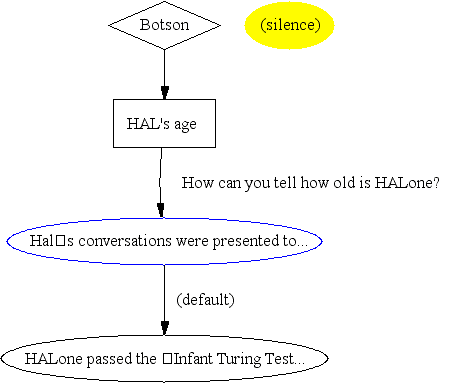 Botson
(silence)
HAL's age
How can you tell how old is HALone?
Hal▯s conversations were presented to...
(default)
HALone passed the ▯Infant Turing Test...